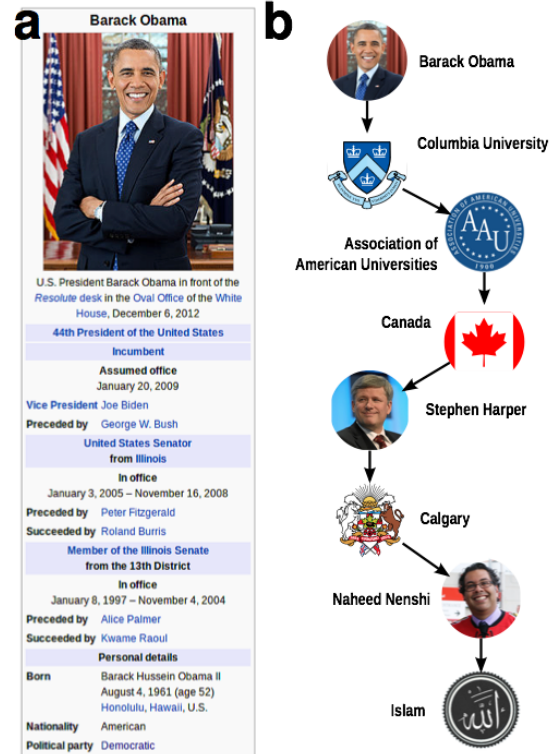 a
Barack Obama
U.S. President Barack Obama in front of the
Resolute desk in the Oval Office of the White
House, December 6, 2012
44th President of the United States
Incumbent
Assumed office
January 20, 2009
Vice President Joe Biden
Preceded by George W. Bush
United States Senator
from Illinois
In office
January 3, 2005 – November 16, 2008
Preceded by Peter Fitzgerald
Succeeded by Roland Burris
Member of the Illinois Senate
from the 13th District
In office
January 8, 1997 – November 4, 2004
Preceded by Alice Palmer
Succeeded by Kwame Raoul
Personal details
Born Barack Hussein Obama II
August 4, 1961 (age 52)
Honolulu, Hawaii, U.S.
Nationality American
Political party Democratic
b
Barack Obama
Columbia University
ASSOCIATION OF AMERICAN UNIVERSITIES
AAU
1900
Association of
American Universities
Canada
Stephen Harper
Calgary
Naheed Nenshi
Islam
الله